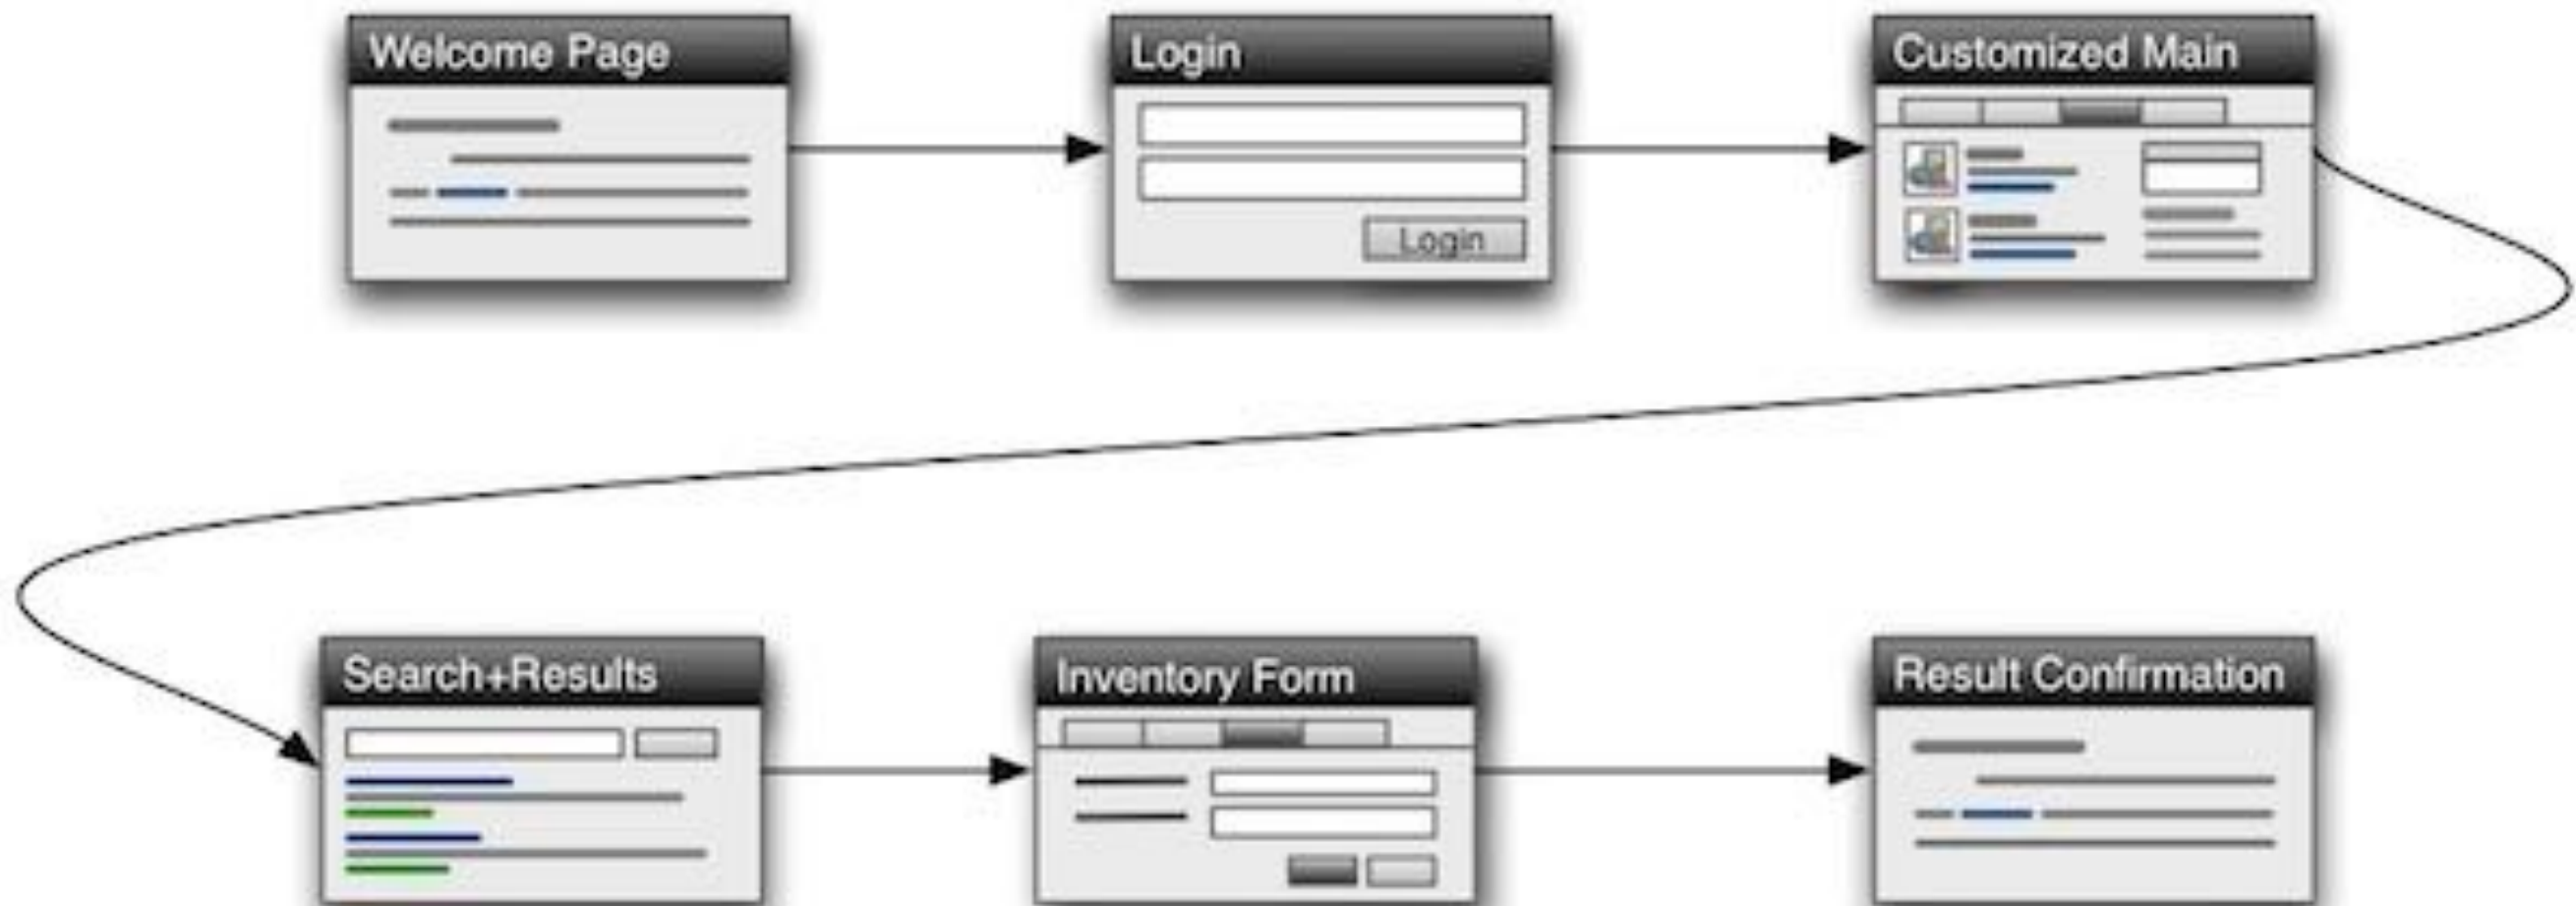 Welcome Page
Login
Customized Main
Login
Search+Results
Inventory Form
Result Confirmation